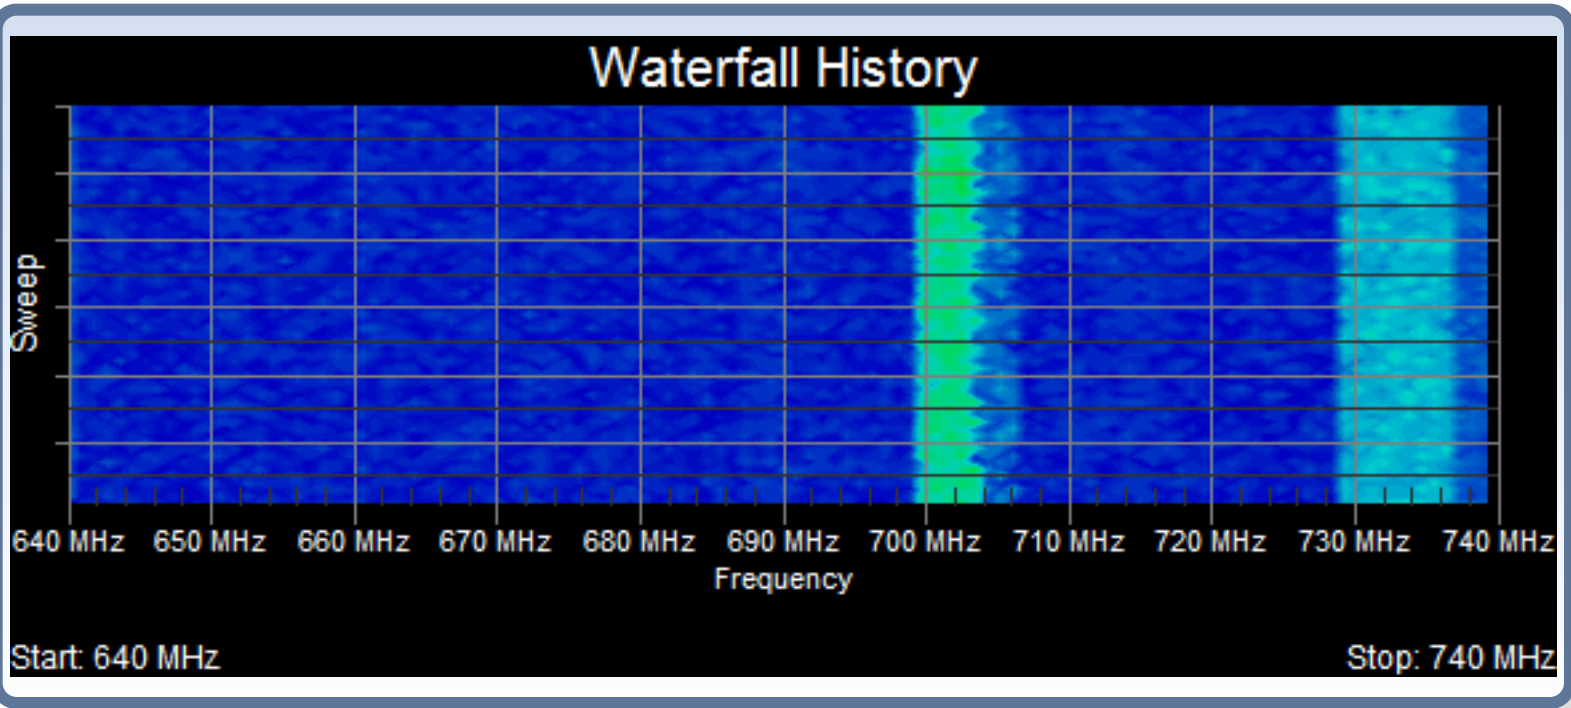 Waterfall History
Sweep
640 MHz 650 MHz 660 MHz 670 MHz 680 MHz 690 MHz 700 MHz 710 MHz 720 MHz 730 MHz 740 MHz
Frequency
Start: 640 MHz Stop: 740 MHz